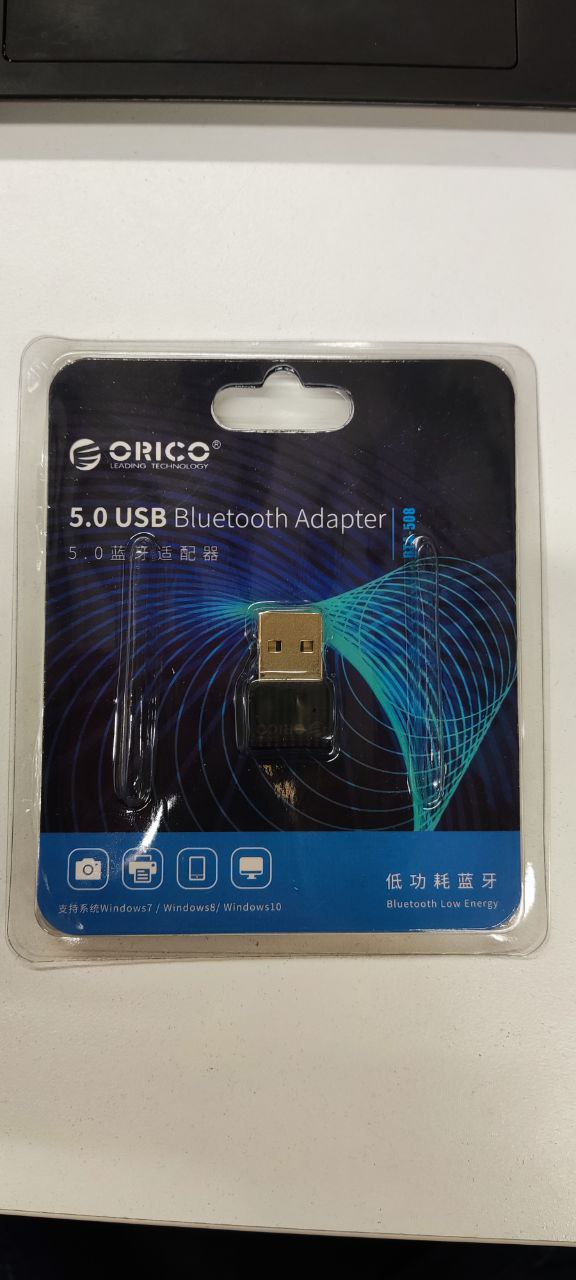 ORICO®
LEADING TECHNOLOGY
5.0 USB Bluetooth Adapter
5.0蓝牙适配器
支持系统Windows7 / Windows8/ Windows10
低功耗蓝牙
Bluetooth Low Energy